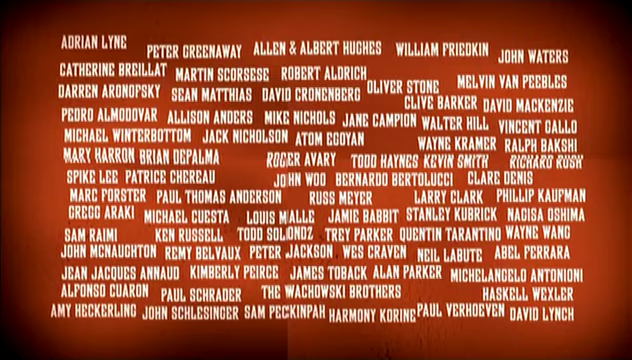 ADRIAN LYNE PETER GREENAWAY ALLEN & ALBERT HUGHES WILLIAM FRIEDKIN JOHN WATERS
CATHERINE BREILLAT MARTIN SCORSESE ROBERT ALDRICH OLIVER STONE MELVIN VAN PEEBLES
DARREN ARONOFSKY SEAN MATTHIAS DAVID CRONENBERG CLIVE BARKER DAVID MACKENZIE
PEDRO ALMODOVAR ALLISON ANDERS MIKE NICHOLS JANE CAMPION WALTER HILL VINCENT GALLO
MICHAEL WINTERBOTTOM JACK NICHOLSON ATOM EGOYAN WAYNE KRAMER RALPH BAKSHI
MARY HARRON BRIAN DEPALMA ROGER AVARY TODD HAYNES KEVIN SMITH RICHARD RUSH
SPIKE LEE PATRICE CHEREAU JOHN WOO BERNARDO BERTOLUCCI CLARE DENIS
MARC FORSTER PAUL THOMAS ANDERSON RUSS MEYER LARRY CLARK PHILLIP KAUFMAN
GREGG ARAKI MICHAEL CUESTA LOUIS MALLE JAMIE BABBIT STANLEY KUBRICK NAGISA OSHIMA
SAM RAIMI KEN RUSSELL TODD SOLONDZ TREY PARKER QUENTIN TARANTINO WAYNE WANG
JOHN MCNAUGHTON REMY BELVAUX PETER JACKSON WES CRAVEN NEIL LABUTE ABEL FERRARA
JEAN JACQUES ANNAUD KIMBERLY PEIRCE JAMES TOBACK ALAN PARKER MICHELANGELO ANTONIONI
ALFONSO CUARON PAUL SCHRADER THE WACHOWSKI BROTHERS HASKELL WEXLER
AMY HECKERLING JOHN SCHLESINGER SAM PECKINPAH HARMONY KORINE PAUL VERHOEVEN DAVID LYNCH